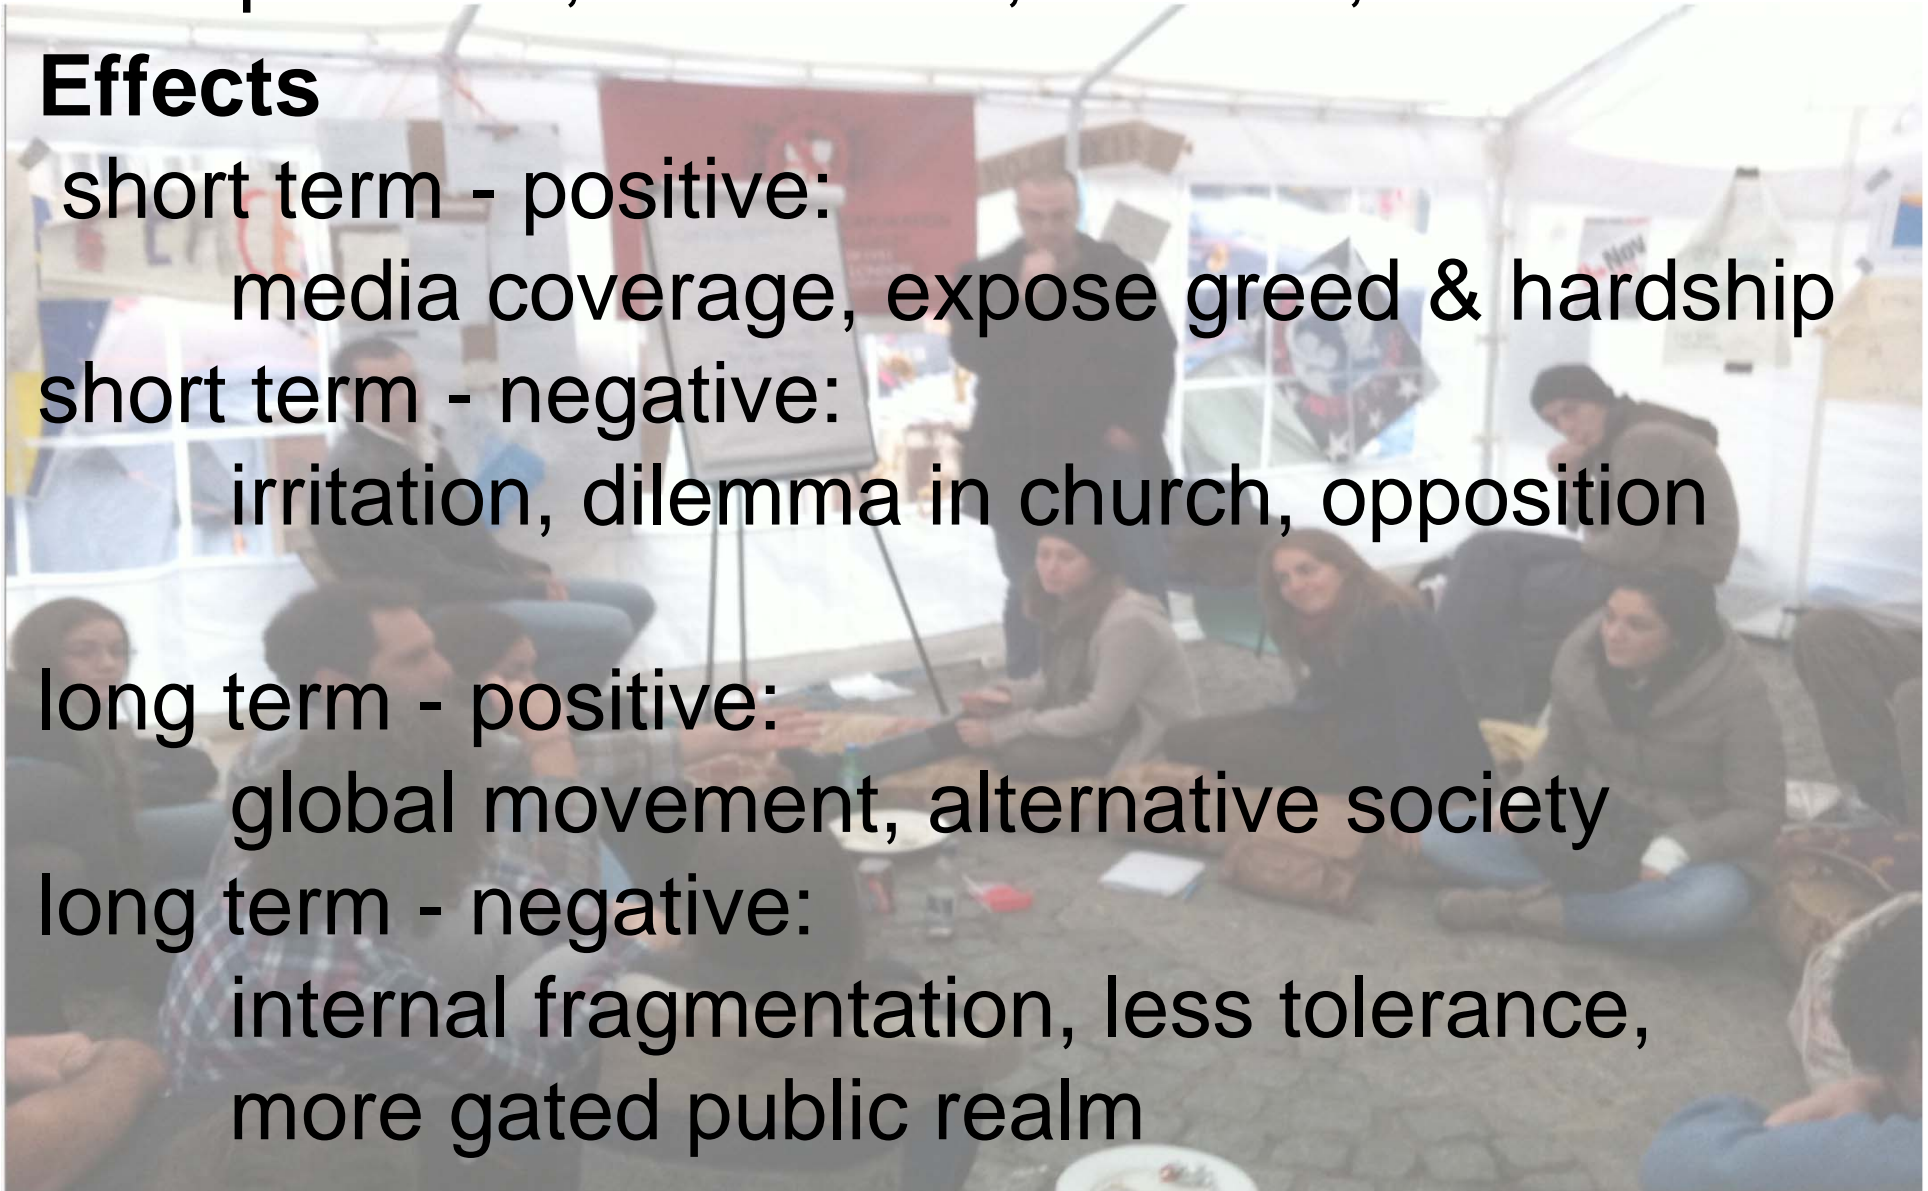 Effects
short term - positive:
media coverage, expose greed & hardship
short term - negative:
irritation, dilemma in church, opposition
long term - positive:
global movement, alternative society
long term - negative:
internal fragmentation, less tolerance,
more gated public realm